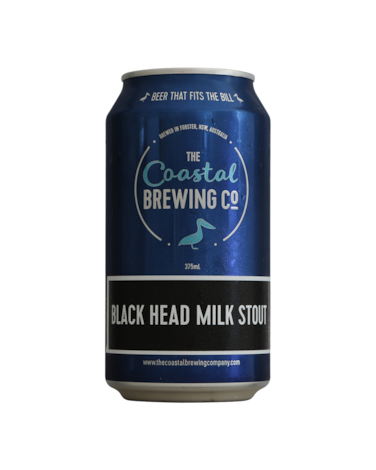 BEER THAT FITS THE BILL
BREWED IN FORSTER, NSW, AUSTRALIA
THE
Coastal
BREWING CO
375mL
BLACK HEAD MILK STOUT
www.thecoastalbrewingcompany.com